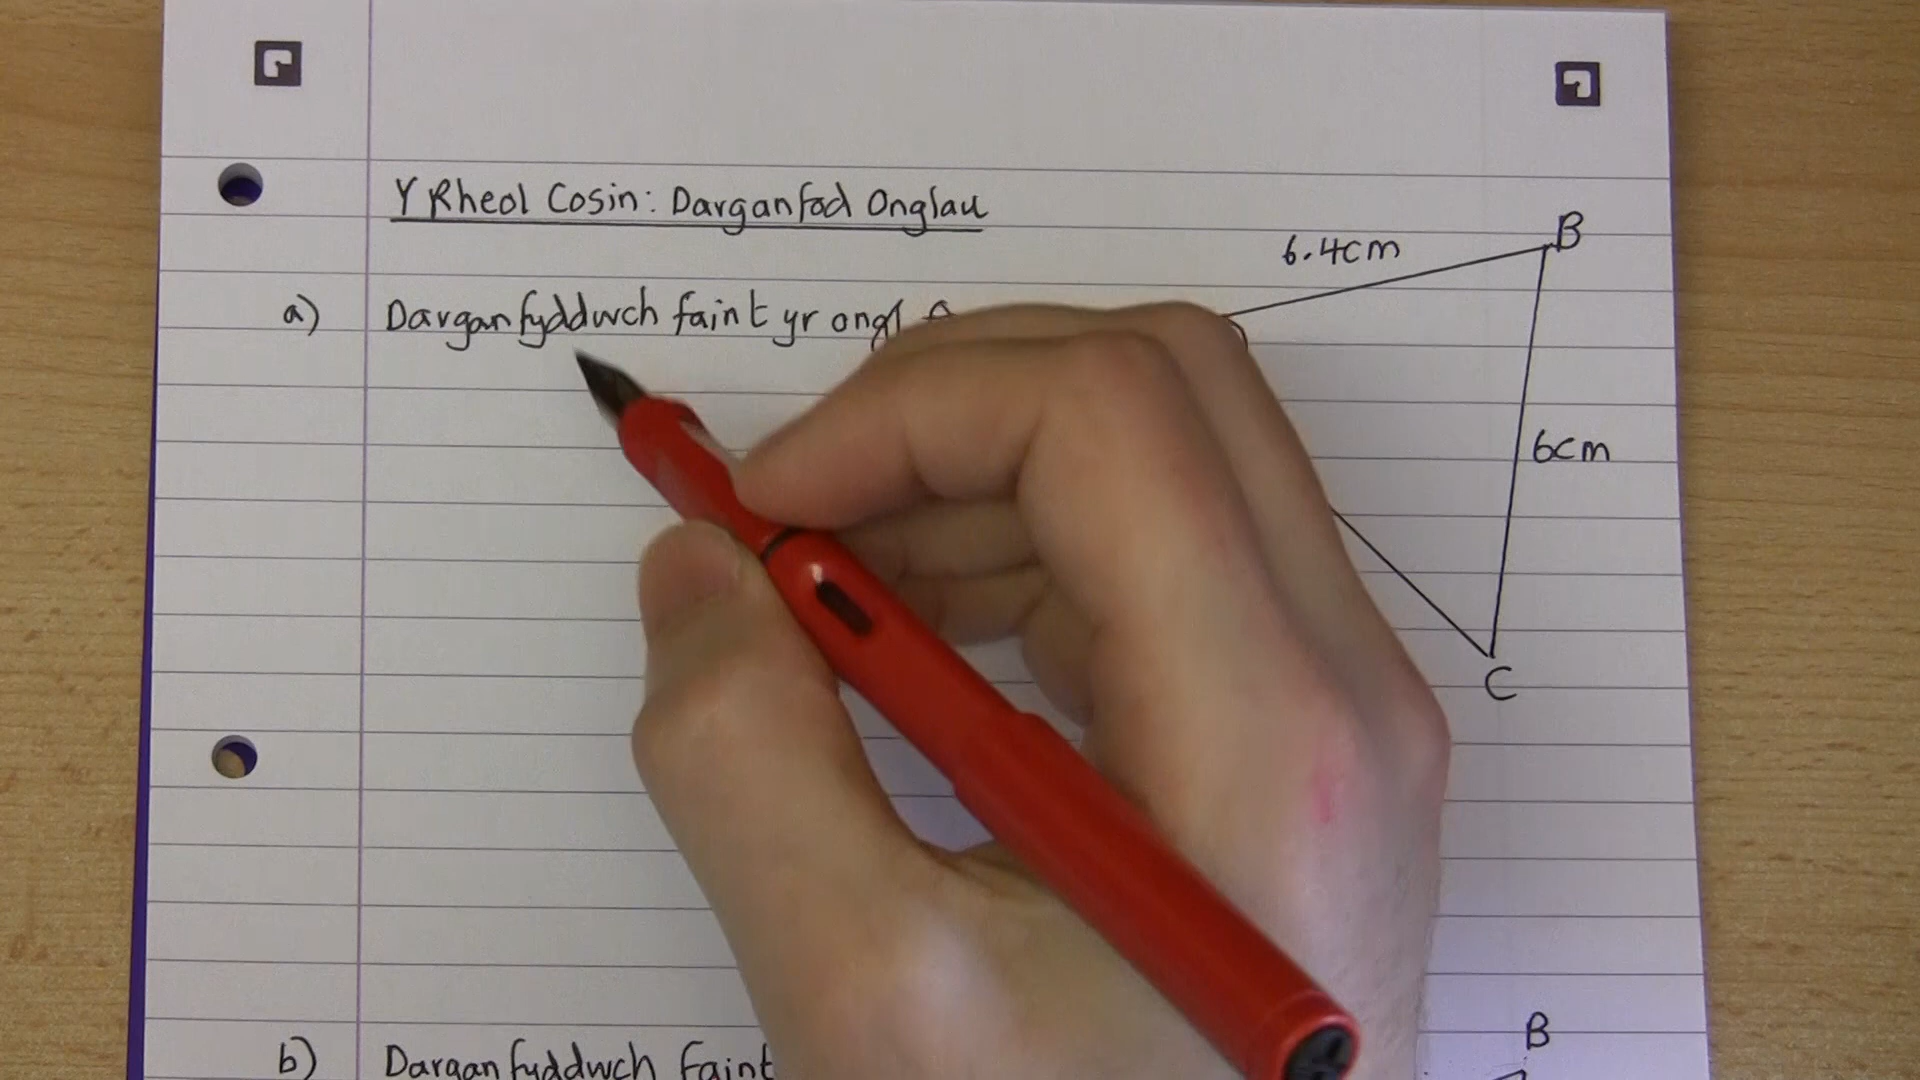 Y Rheol Cosin: Darganfod Onglau
a) Darganfyddwch faint yr ongl
6.4cm
B
6cm
C
b) Darganfyddwch faint
B